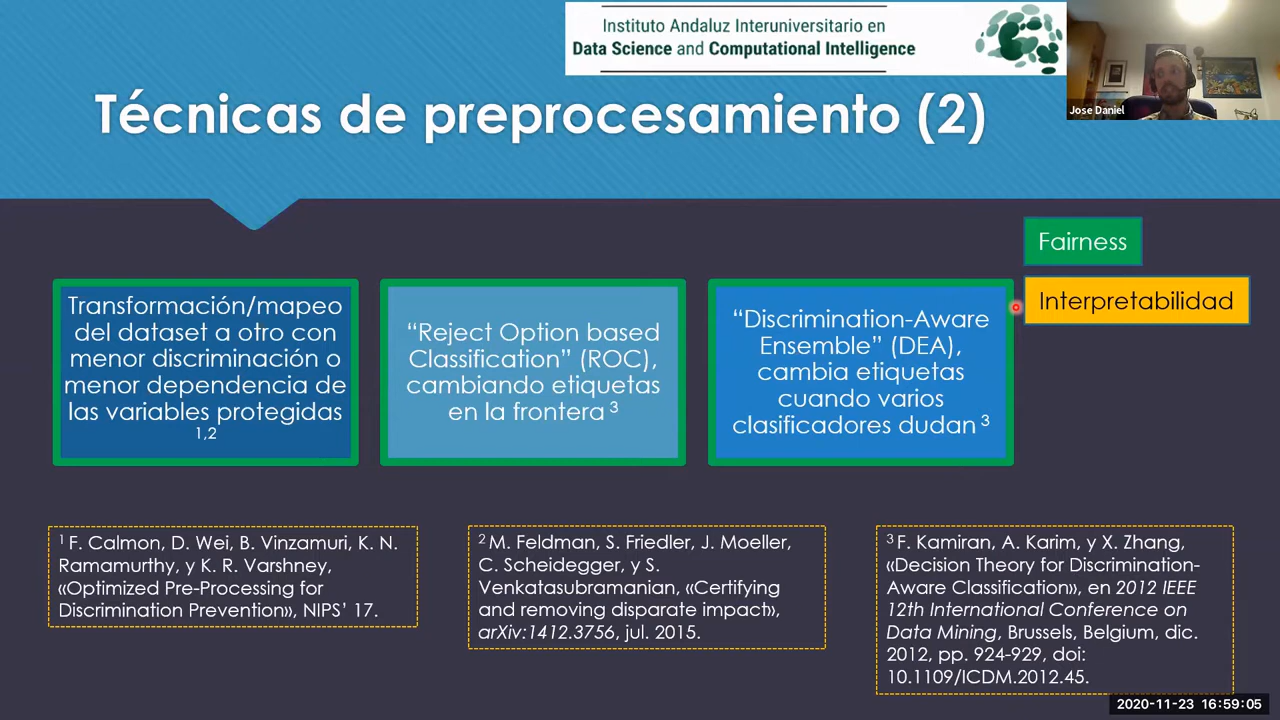 Instituto Andaluz Interuniversitario en
Data Science and Computational Intelligence
Jose Daniel
Técnicas de preprocesamiento (2)
Fairness
Interpretabilidad
Transformación/mapeo
del dataset a otro con
menor discriminación o
menor dependencia de
las variables protegidas
1,2
“Reject Option based
Classification” (ROC),
cambiando etiquetas
en la frontera 3
“Discrimination-Aware
Ensemble” (DEA),
cambia etiquetas
cuando varios
clasificadores dudan 3
1 F. Calmon, D. Wei, B. Vinzamuri, K. N.
Ramamurthy, y K. R. Varshney,
«Optimized Pre-Processing for
Discrimination Prevention», NIPS’ 17.
2 M. Feldman, S. Friedler, J. Moeller,
C. Scheidegger, y S.
Venkatasubramanian, «Certifying
and removing disparate impact»,
arXiv:1412.3756, jul. 2015.
3 F. Kamiran, A. Karim, y X. Zhang,
«Decision Theory for Discrimination-
Aware Classification», en 2012 IEEE
12th International Conference on
Data Mining, Brussels, Belgium, dic.
2012, pp. 924-929, doi:
10.1109/ICDM.2012.45.
2020-11-23 16:59:05